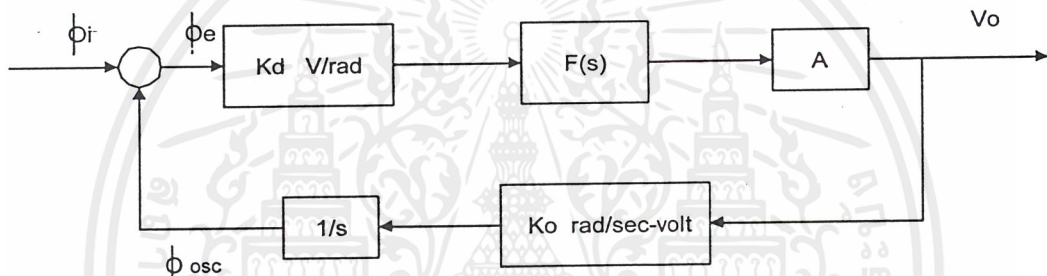 ϕi
ϕe
Vo
Kd V/rad
F(s)
A
1/s
Ko rad/sec-volt
ϕ osc